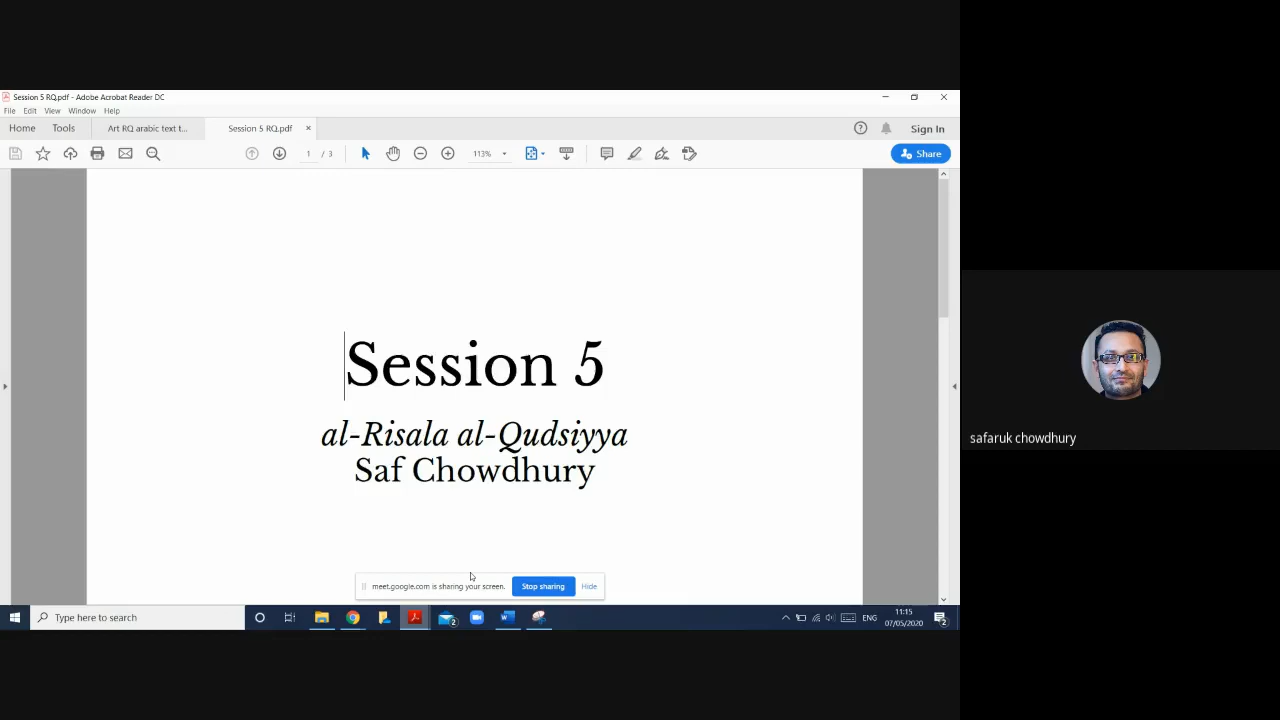 Session 5 RQ.pdf - Adobe Acrobat Reader DC
File Edit View Window Help
Home Tools Art RQ arabic text t... Session 5 RQ.pdf × Sign In
1 / 3 113% Share
Session 5
al-Risala al-Qudsiyya
Saf Chowdhury
safaruk chowdhury
meet.google.com is sharing your screen. Stop sharing Hide
Type here to search 2 ENG 11:15 2
07/05/2020